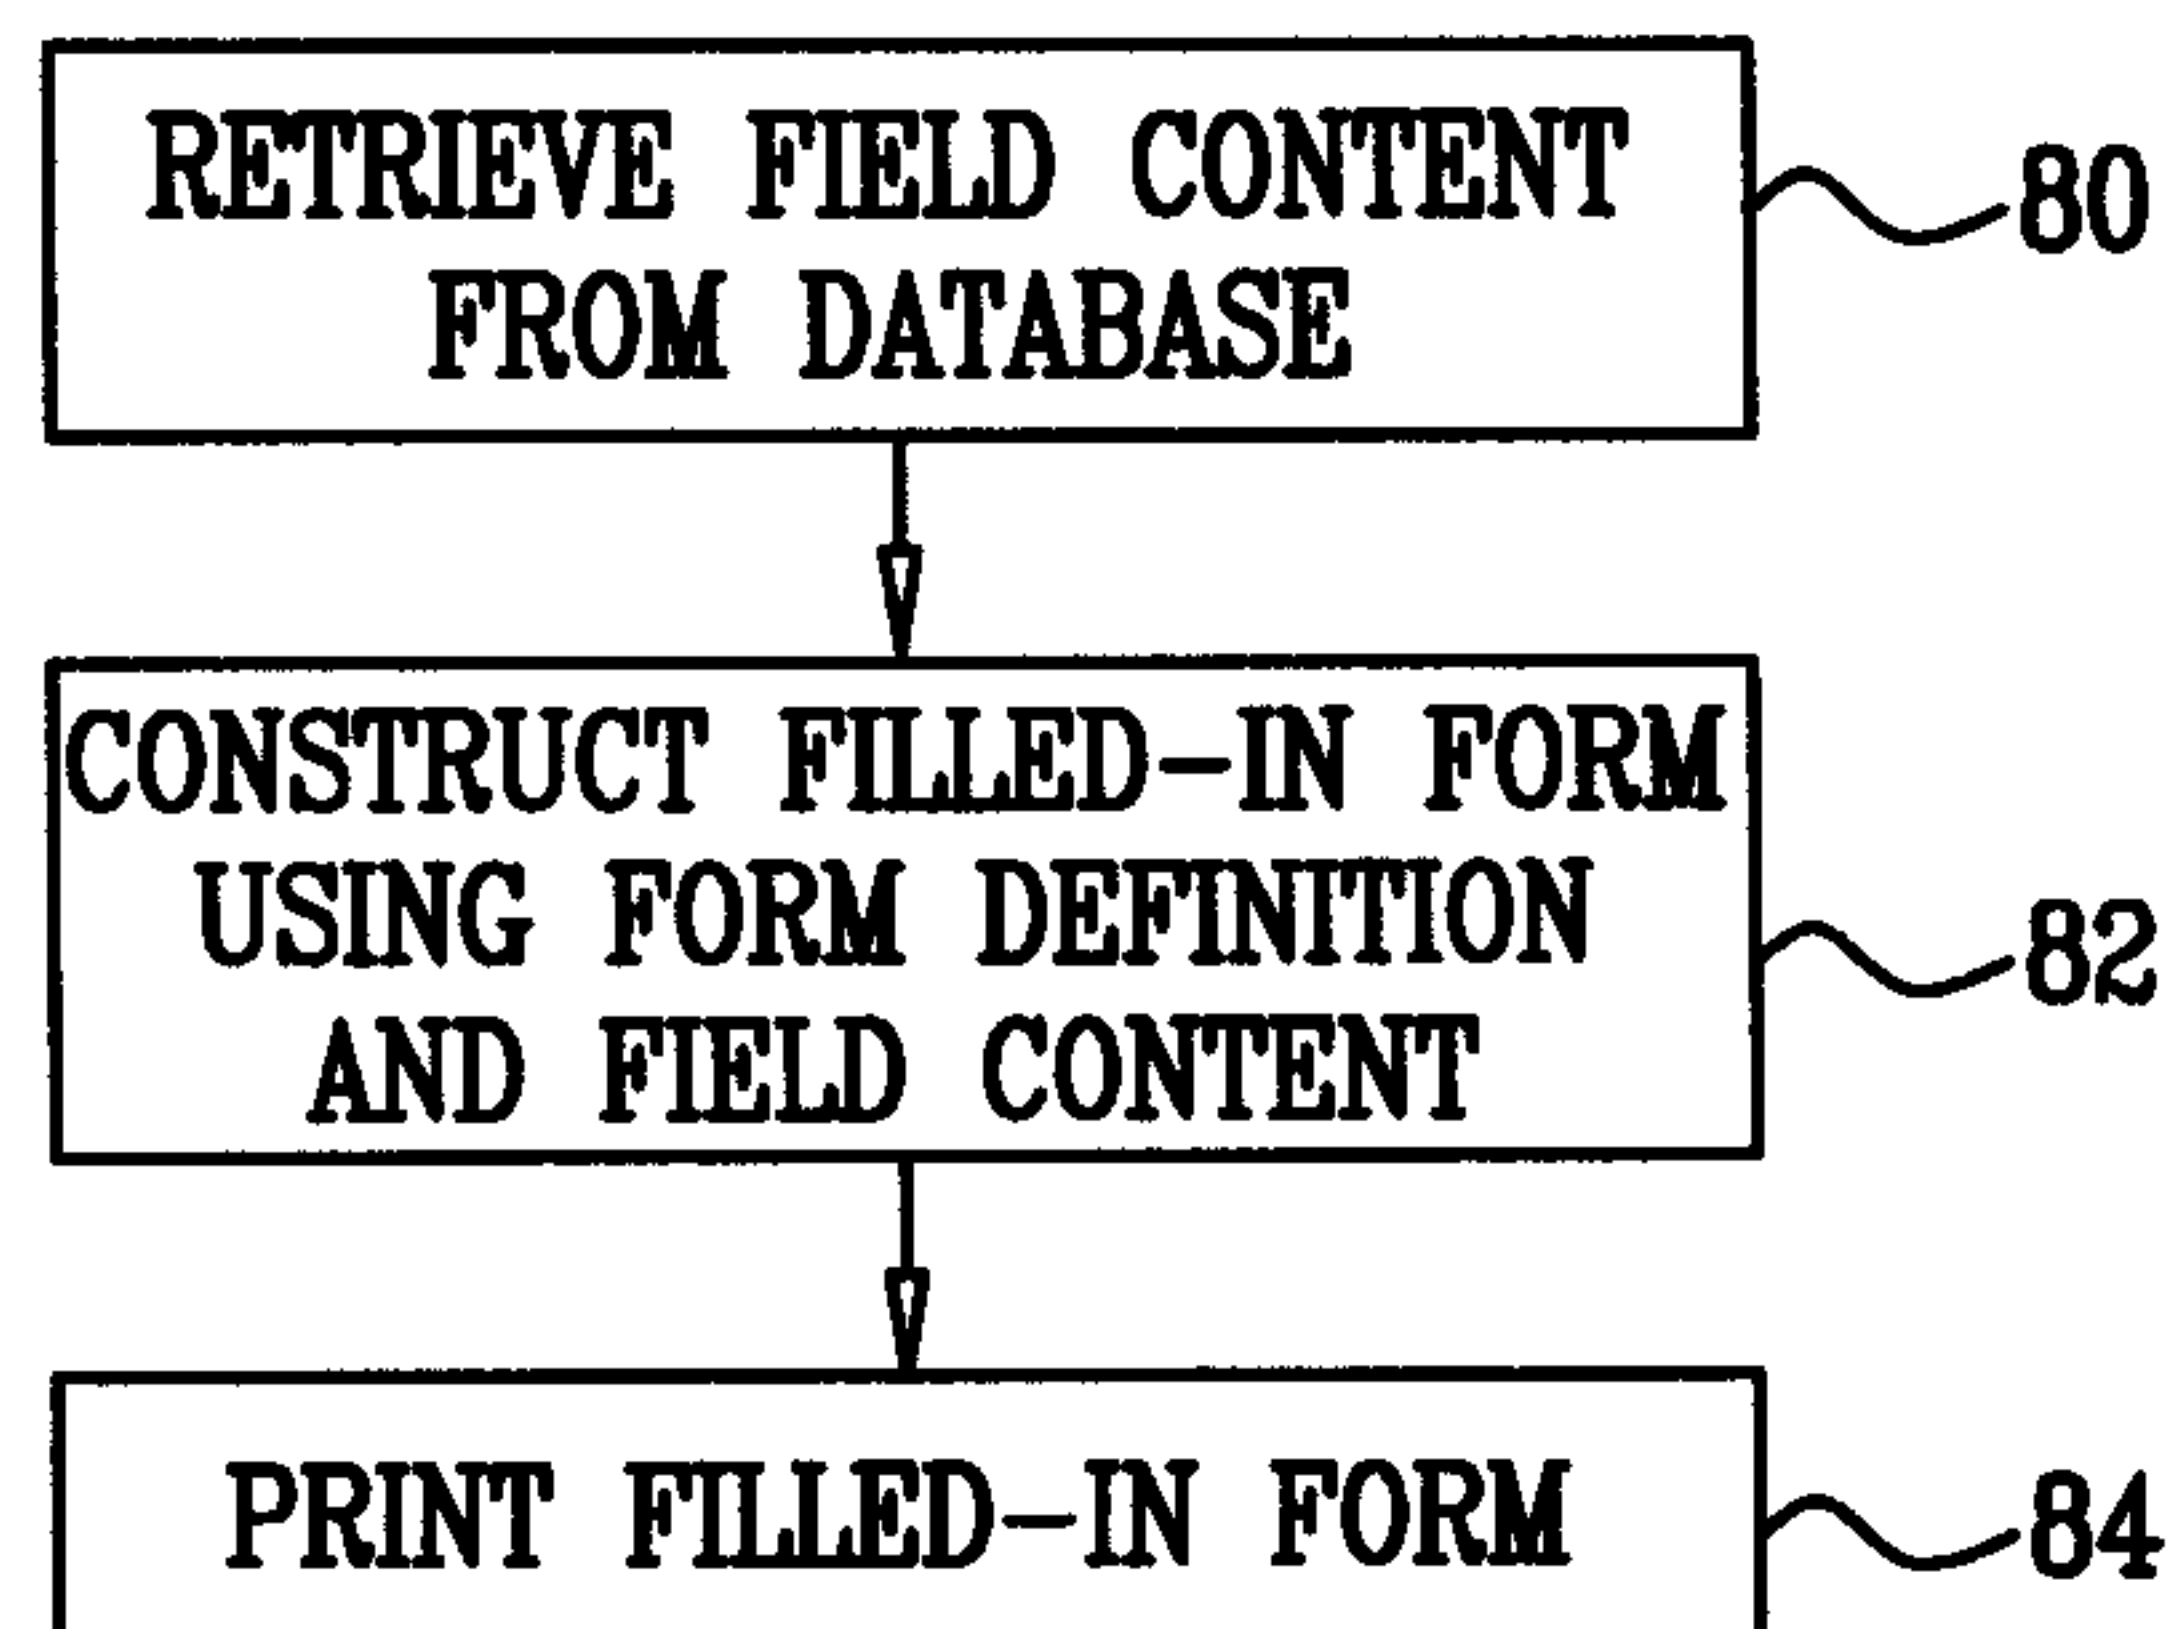 RETRIEVE FIELD CONTENT
FROM DATABASE
80
CONSTRUCT FILLED-IN FORM
USING FORM DEFINITION
AND FIELD CONTENT
82
PRINT FILLED-IN FORM
84